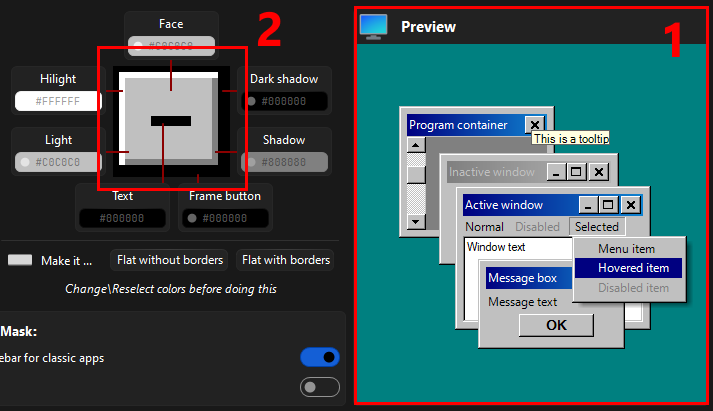 Face
#C0C0C0
2
Hilight
#FFFFFF
Dark shadow
#000000
Light
#C0C0C0
Shadow
#808080
Text
#000000
Frame button
#000000
Make it ...
Flat without borders
Flat with borders
Change\Reselect colors before doing this
Mask:
ebar for classic apps
Preview
1
Program container
This is a tooltip
Inactive window
Active window
Normal
Disabled
Selected
Window text
Menu item
Hovered item
Disabled item
Message box
Message text
OK